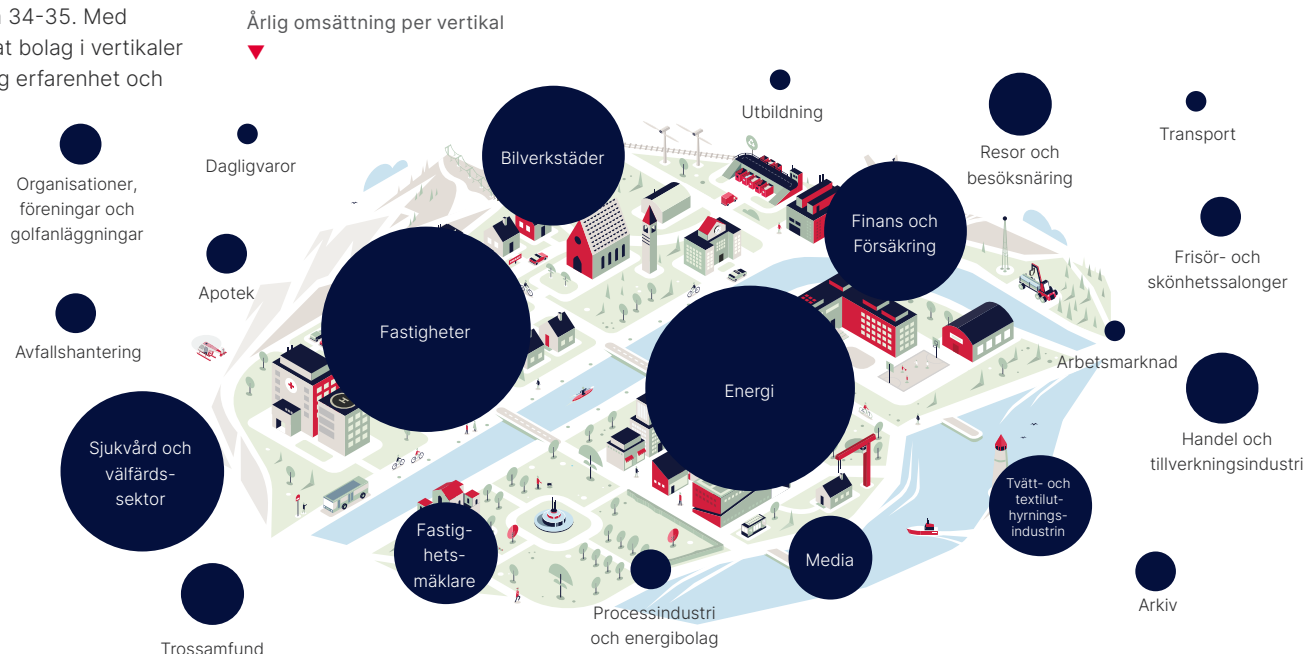 34-35. Med
bolag i vertikaler
erfarenhet och
Årlig omsättning per vertikal
Utbildning
Transport
Bilverkstäder
Resor och
besöksnäring
Dagligvaror
Organisationer,
föreningar och
golfanläggningar
Finans och
Försäkring
Frisör- och
skönhetssalonger
Apotek
Fastigheter
Avfallshantering
Arbetsmarknad
Energi
Handel och
tillverkningsindustri
Sjukvård och
välfärds-
sektor
Tvätt- och
textilut-
hyrnings-
industrin
Fastig-
hets-
mäklare
Media
Processindustri
och energibolag
Arkiv
Trossamfund
H